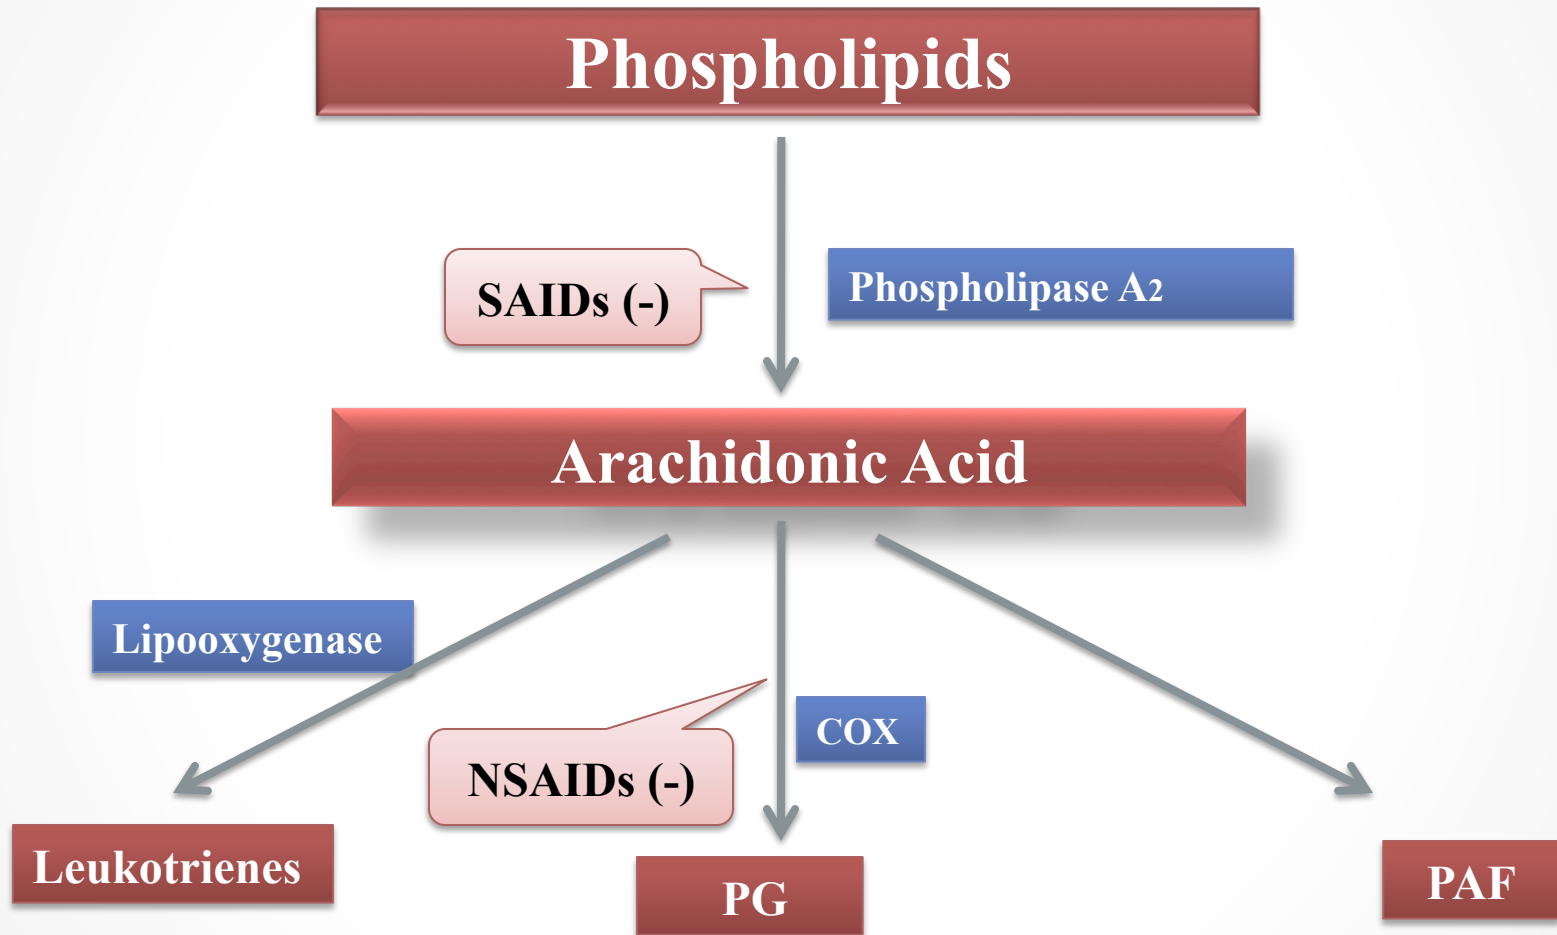 Phospholipids
SAIDs (-)
Phospholipase A2
Arachidonic Acid
Lipooxygenase
COX
NSAIDs (-)
Leukotrienes
PG
PAF